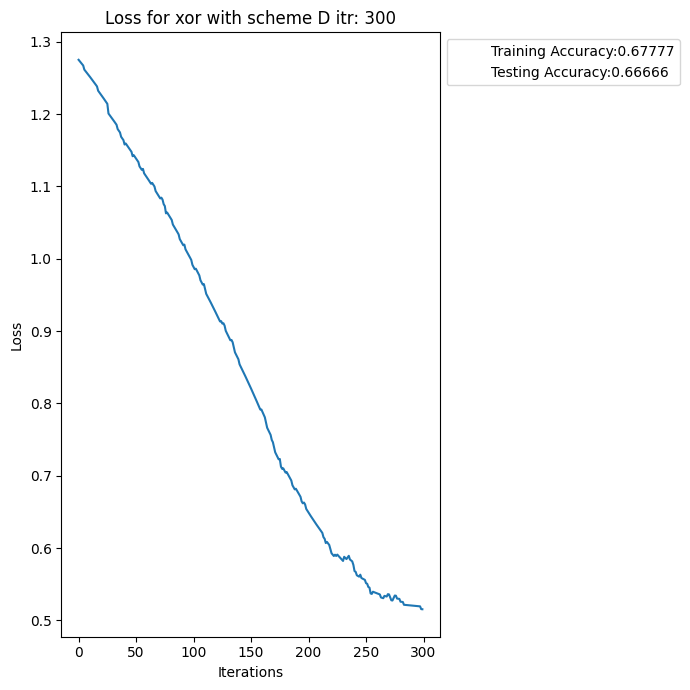 Loss for xor with scheme D itr: 300
Training Accuracy:0.67777
Testing Accuracy:0.66666
1.3
1.2
1.1
1.0
0.9
0.8
0.7
0.6
0.5
Loss
0 50 100 150 200 250 300
Iterations